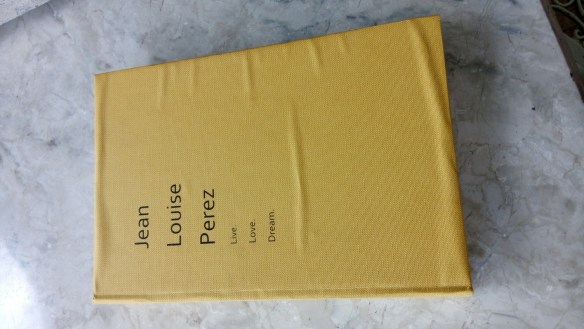 Jean
Louise
Perez
Live.
Love.
Dream.